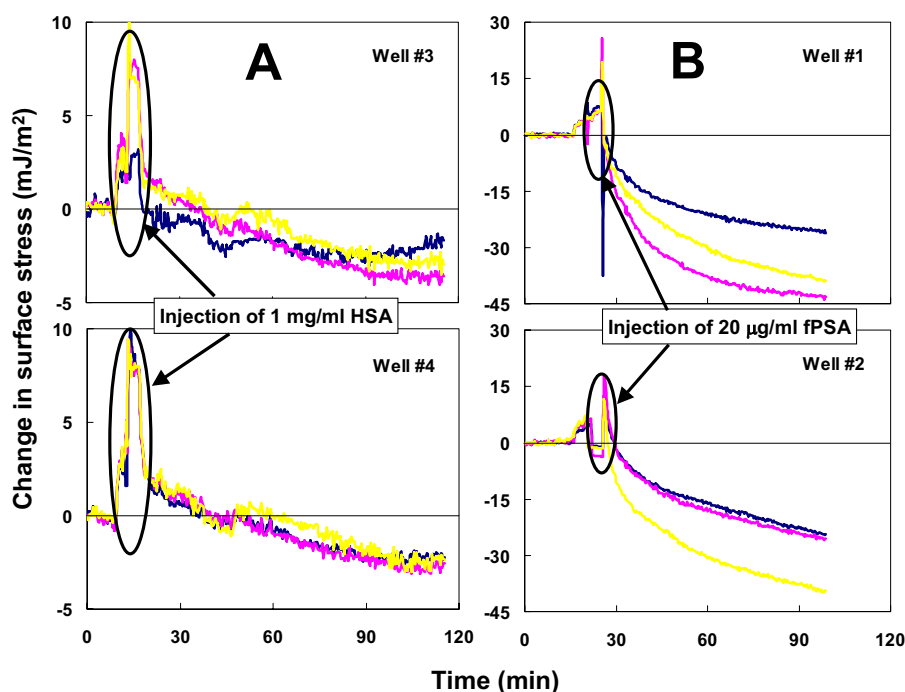 A
Well #3
B
Well #1
Change in surface stress (mJ/m²)
10
5
0
-5
30
15
0
-15
-30
-45
Injection of 1 mg/ml HSA
Injection of 20 µg/ml fPSA
Well #4
Well #2
10
5
0
-5
30
15
0
-15
-30
-45
0 30 60 90 120
0 30 60 90 120
Time (min)